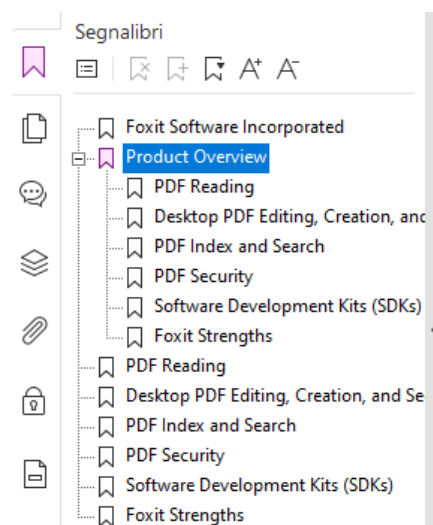 Segnalibri
A+ A-
Foxit Software Incorporated
Product Overview
PDF Reading
Desktop PDF Editing, Creation, and
PDF Index and Search
PDF Security
Software Development Kits (SDKs)
Foxit Strengths
PDF Reading
Desktop PDF Editing, Creation, and Se
PDF Index and Search
PDF Security
Software Development Kits (SDKs)
Foxit Strengths